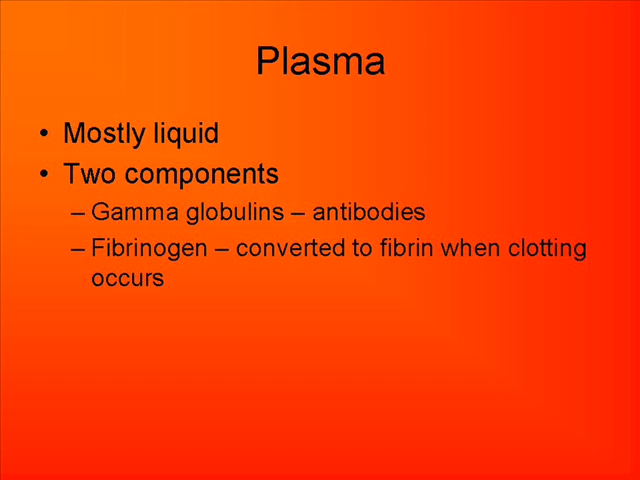 Plasma
• Mostly liquid
• Two components
– Gamma globulins – antibodies
– Fibrinogen – converted to fibrin when clotting
occurs